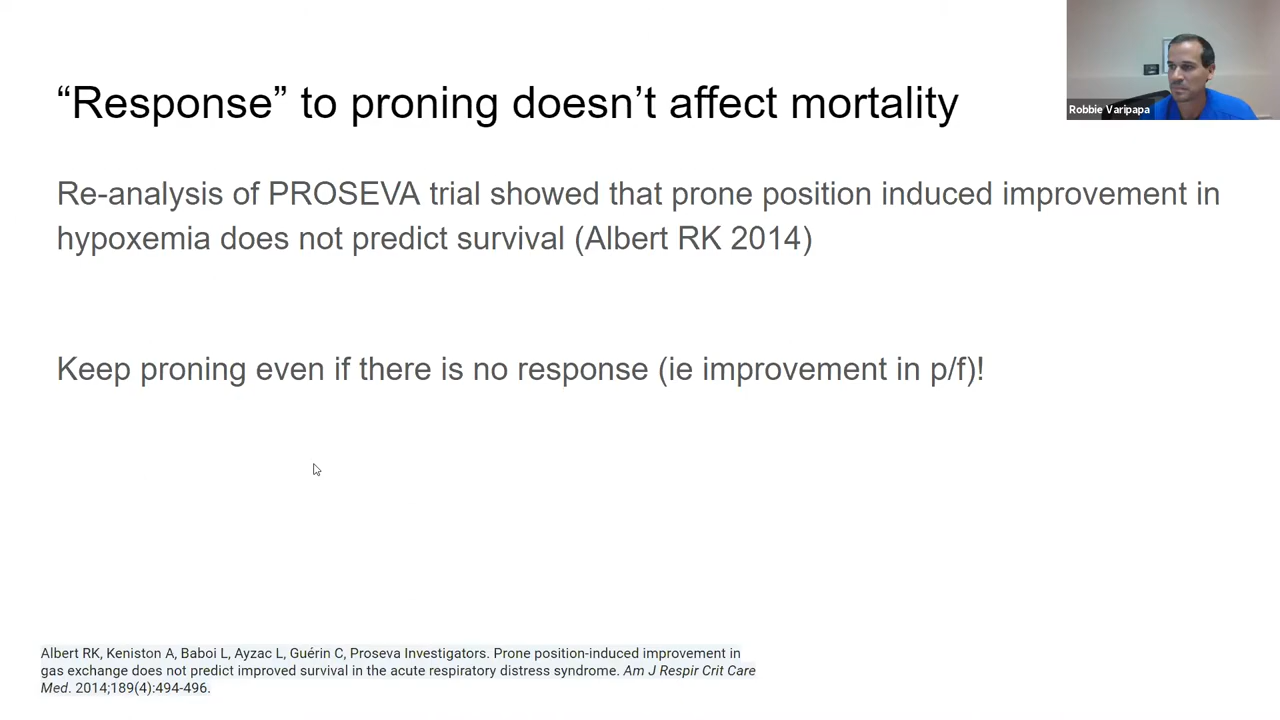 “Response” to proning doesn’t affect mortality
Robbie Varipapa
Re-analysis of PROSEVA trial showed that prone position induced improvement in
hypoxemia does not predict survival (Albert RK 2014)
Keep proning even if there is no response (ie improvement in p/f)!
Albert RK, Keniston A, Baboi L, Ayzac L, Guérin C, Proseva Investigators. Prone position-induced improvement in
gas exchange does not predict improved survival in the acute respiratory distress syndrome. Am J Respir Crit Care
Med. 2014;189(4):494-496.